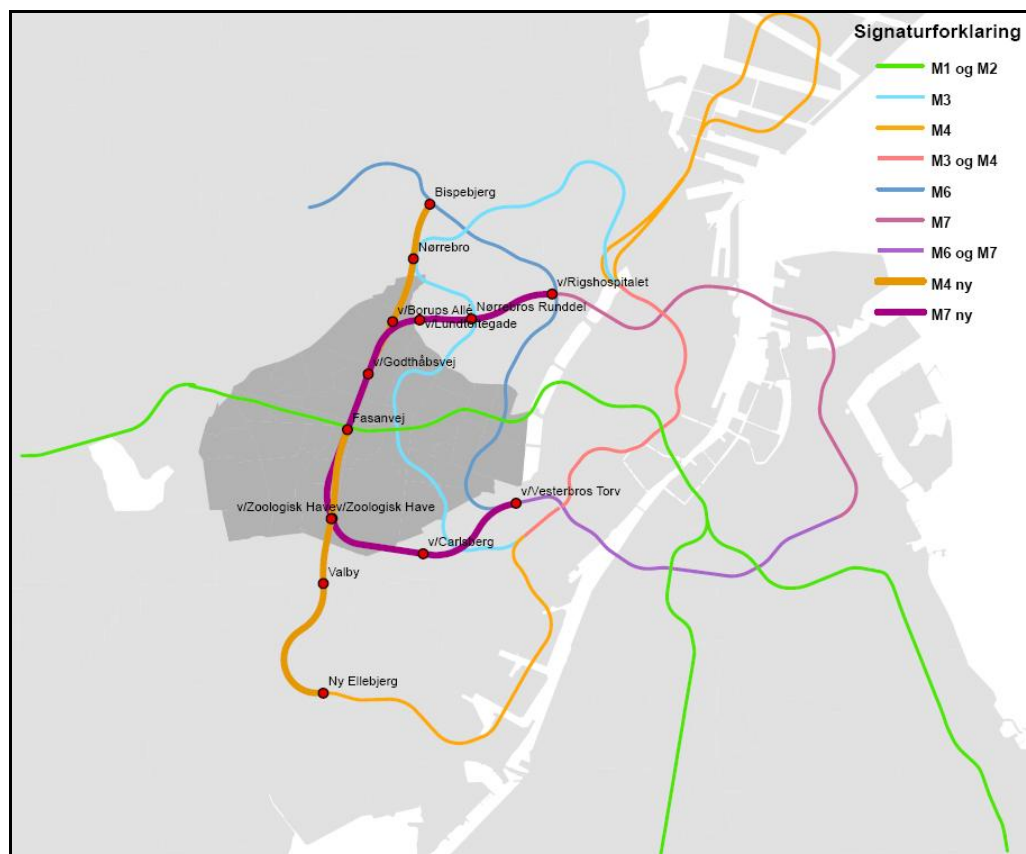 Signaturforklaring
M1 og M2
M3
M4
M3 og M4
M6
M7
M6 og M7
M4 ny
M7 ny
Bispebjerg
Nørrebro
v/Rigshospitalet
v/Borups Allé
Nørrebros Runddel
v/Lundtoftegade
v/Godthåbsvej
Fasanvej
v/Zoologisk Have
v/Zoologisk Have
v/Vesterbros Torv
v/Carlsberg
Valby
Ny Ellebjerg